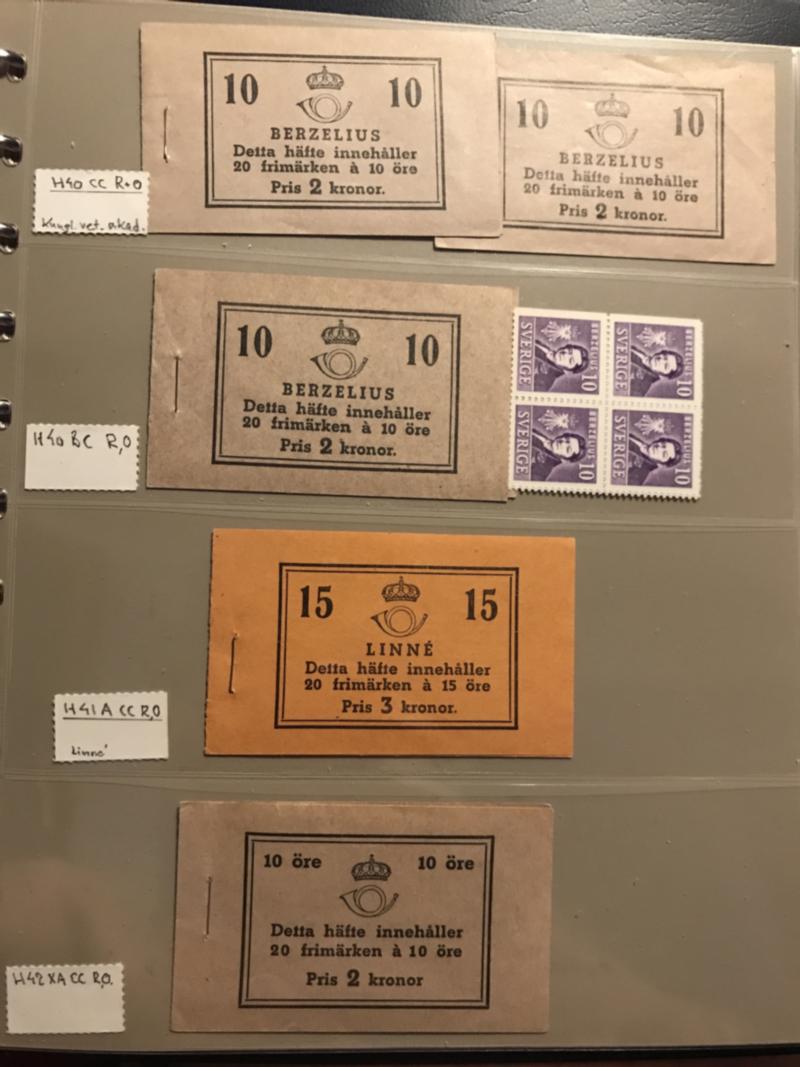 10 10
BERZELIUS
Detta häfte innehåller
20 frimärken à 10 öre
Pris 2 kronor.
10 10
BERZELIUS
Detta häfte innehåller
20 frimärken à 10 öre
Pris 2 kronor.
H40 CC R.O
Kungl. vet. akad.
10 10
BERZELIUS
Detta häfte innehåller
20 frimärken à 10 öre
Pris 2 kronor.
BERZELIUS 10
SVERIGE
BERZELIUS 10
SVERIGE
BERZELIUS 10
SVERIGE
BERZELIUS 10
SVERIGE
H40 BC R,O
15 15
LINNÉ
Detta häfte innehåller
20 frimärken à 15 öre
Pris 3 kronor.
H41 A CC R,O
Linné
10 öre 10 öre
Detta häfte innehåller
20 frimärken à 10 öre
Pris 2 kronor
H42 XA CC R,O.